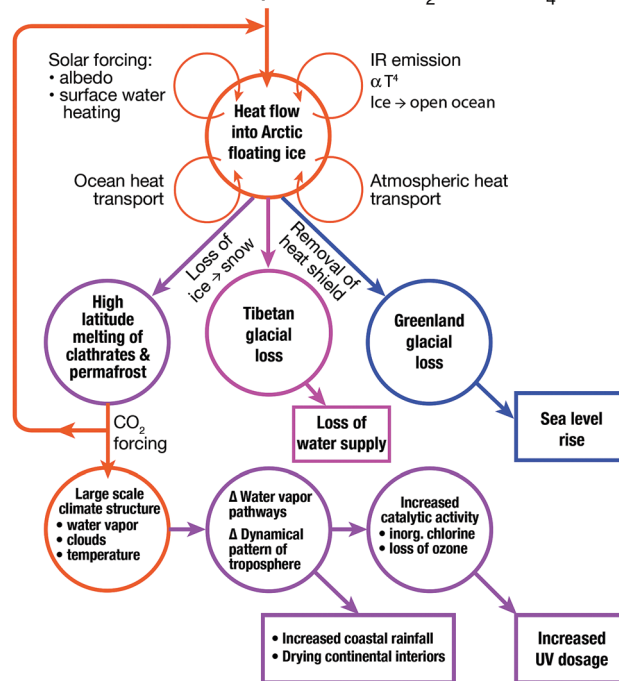 2
4
Solar forcing:
• albedo
• surface water
heating
IR emission
α T⁴
Ice → open ocean
Heat flow
into Arctic
floating ice
Ocean heat
transport
Atmospheric heat
transport
Loss of
ice → snow
Removal of
heat shield
High
latitude
melting of
clathrates &
permafrost
Tibetan
glacial
loss
Greenland
glacial
loss
Loss of
water supply
Sea level
rise
CO₂
forcing
Large scale
climate structure
• water vapor
• clouds
• temperature
Δ Water vapor
pathways
Δ Dynamical
pattern of
troposphere
Increased
catalytic activity
• inorg. chlorine
• loss of ozone
• Increased coastal rainfall
• Drying continental interiors
Increased
UV dosage